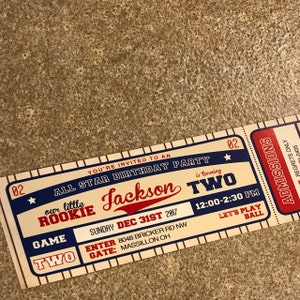 YOU'RE INVITED TO AN
02 ALL STAR BIRTHDAY PARTY 02
our little ROOKIE Jackson is turning TWO
SUNDAY DEC 31ST 2017 12:00-2:30 PM
GAME TWO
ENTER GATE: 8048 BRICKER RD NW
MASSILLON OH
LET'S PLAY BALL
ADMISSION